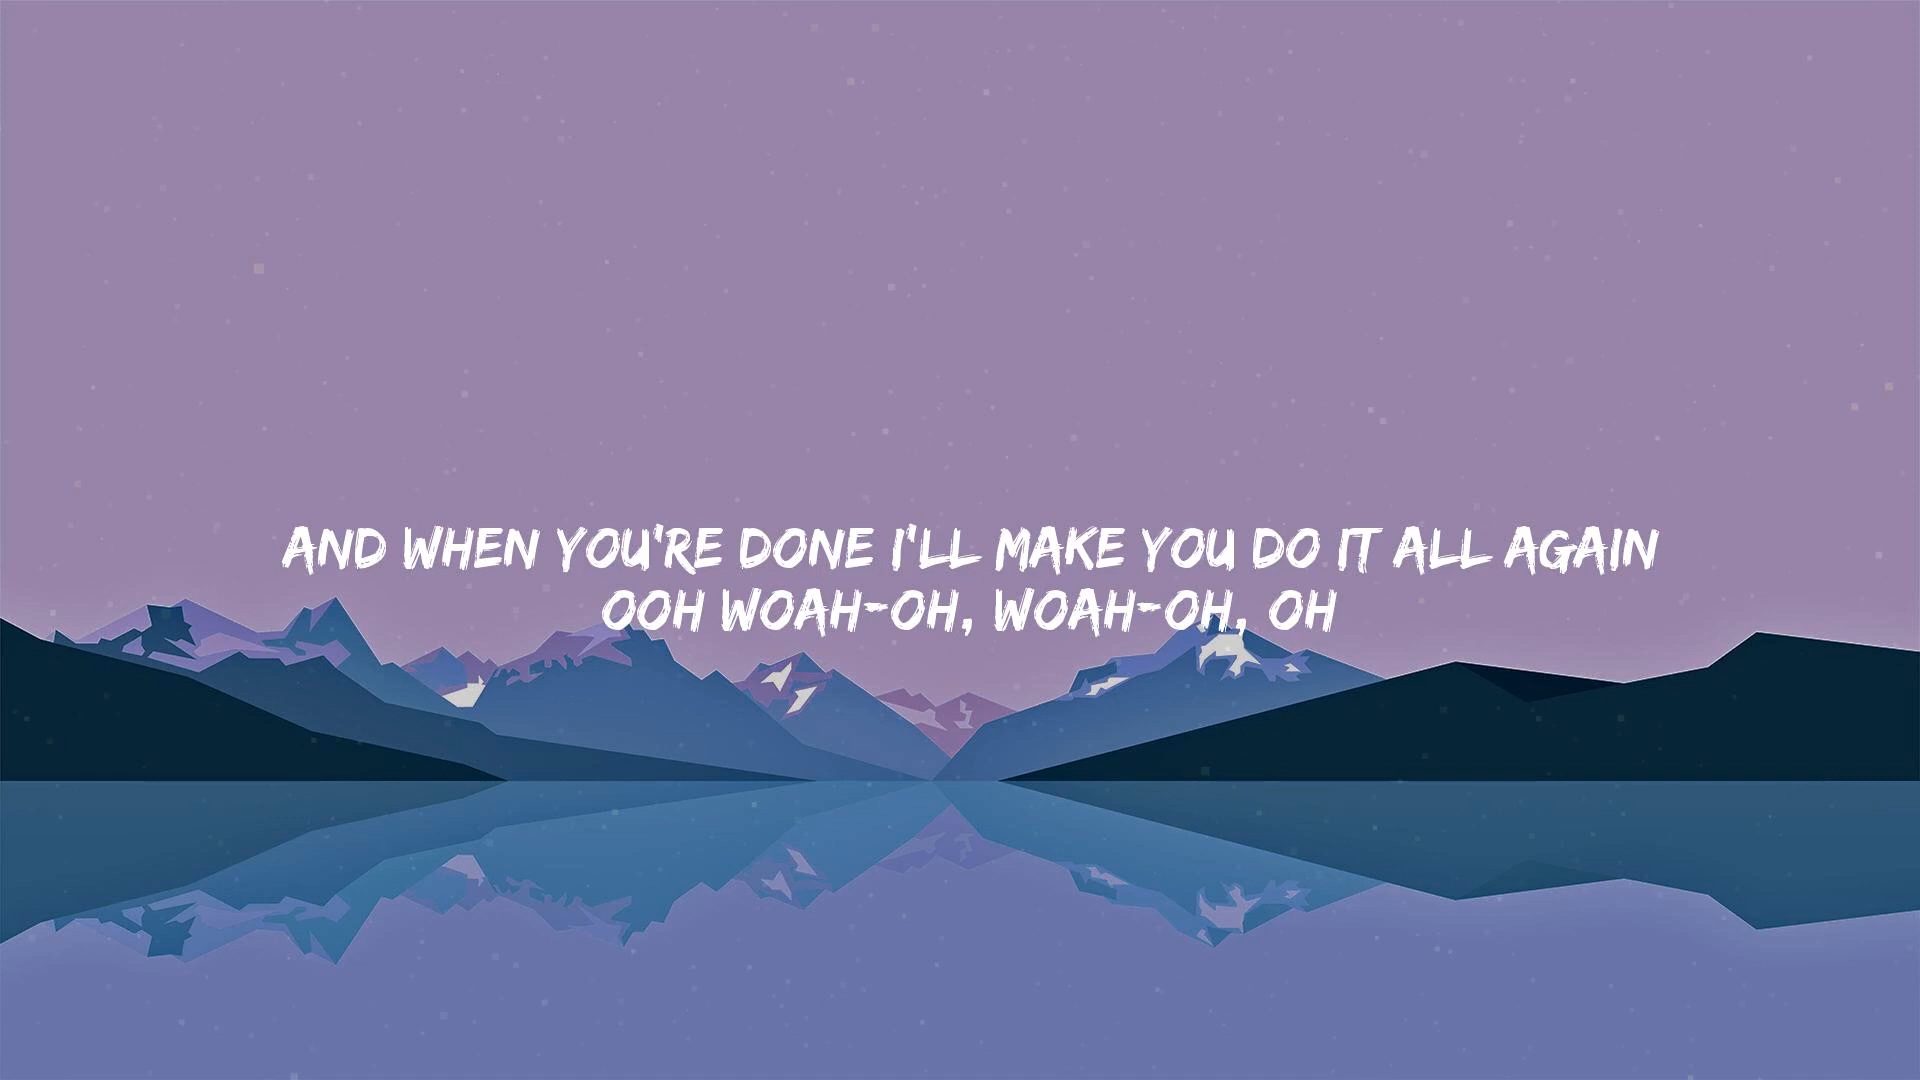 AND WHEN YOU'RE DONE I'LL MAKE YOU DO IT ALL AGAIN
OOH WOAH-OH, WOAH-OH, OH